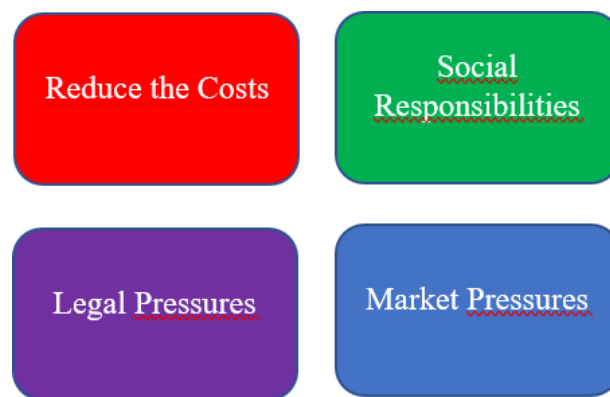 Reduce the Costs
Social
Responsibilities
Legal Pressures
Market Pressures